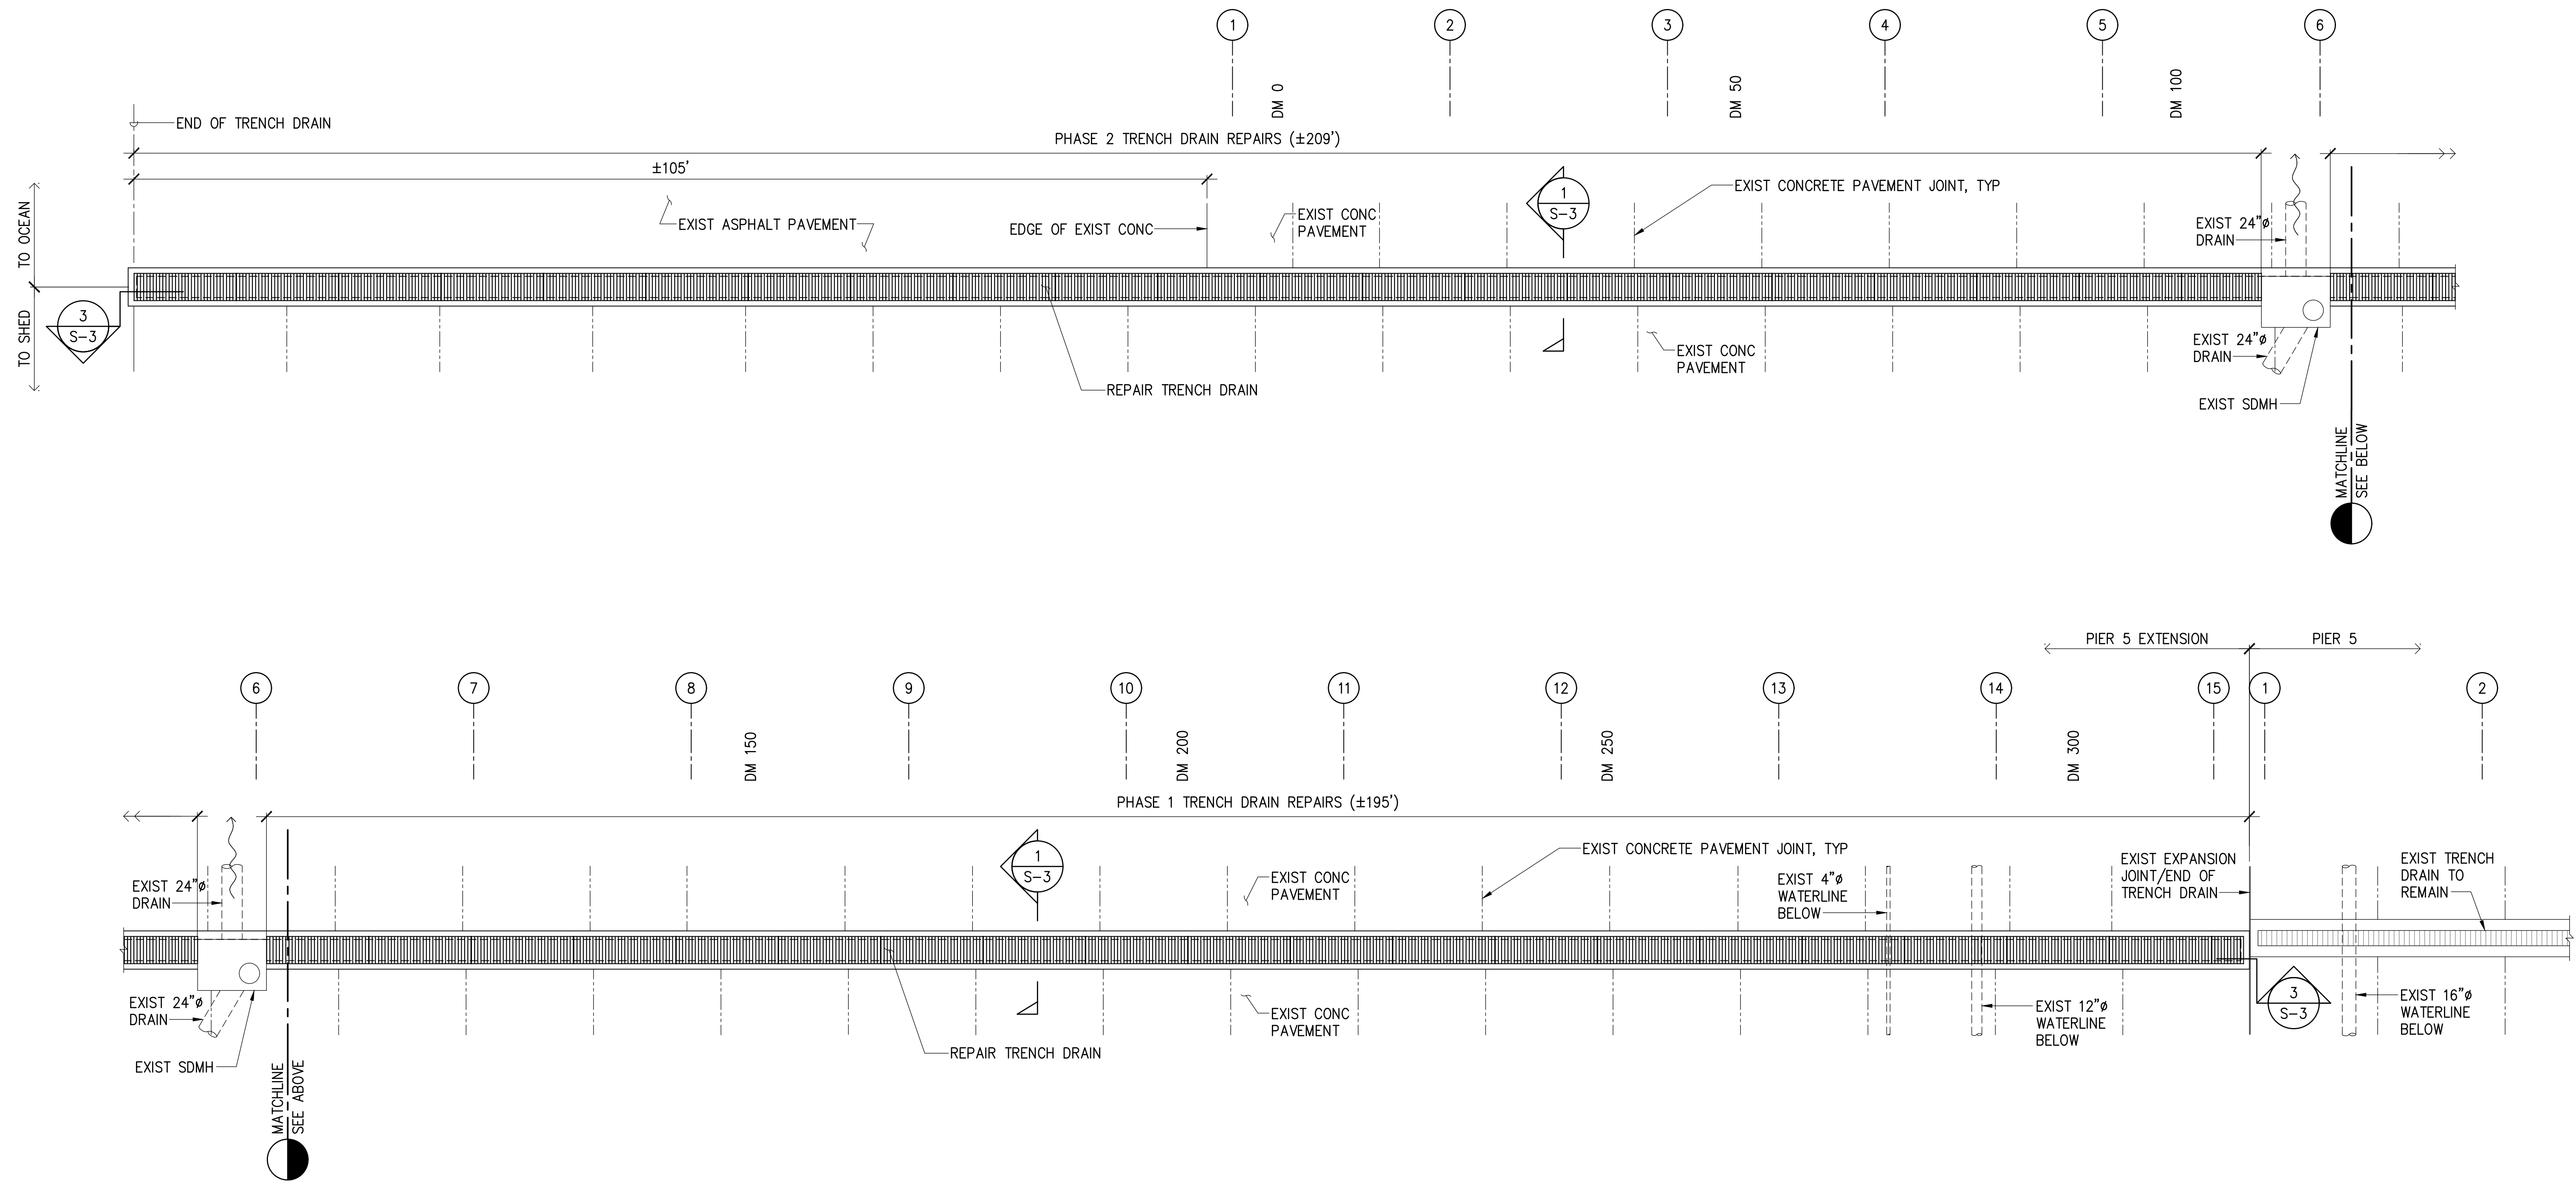 1
2
3
4
5
6
DM 0
DM 50
DM 100
END OF TRENCH DRAIN
PHASE 2 TRENCH DRAIN REPAIRS (±209')
±105'
TO OCEAN
TO SHED
EXIST ASPHALT PAVEMENT
EDGE OF EXIST CONC
EXIST CONC
PAVEMENT
1
S-3
EXIST CONCRETE PAVEMENT JOINT, TYP
EXIST 24"ø
DRAIN
3
S-3
REPAIR TRENCH DRAIN
EXIST CONC
PAVEMENT
EXIST 24"ø
DRAIN
EXIST SDMH
MATCHLINE
SEE BELOW
PIER 5 EXTENSION
PIER 5
6
7
8
9
10
11
12
13
14
15
1
2
DM 150
DM 200
DM 250
DM 300
PHASE 1 TRENCH DRAIN REPAIRS (±195')
EXIST 24"ø
DRAIN
1
S-3
EXIST CONC
PAVEMENT
EXIST CONCRETE PAVEMENT JOINT, TYP
EXIST 4"ø
WATERLINE
BELOW
EXIST EXPANSION
JOINT/END OF
TRENCH DRAIN
EXIST TRENCH
DRAIN TO
REMAIN
EXIST 24"ø
DRAIN
EXIST SDMH
MATCHLINE
SEE ABOVE
REPAIR TRENCH DRAIN
EXIST CONC
PAVEMENT
EXIST 12"ø
WATERLINE
BELOW
3
S-3
EXIST 16"ø
WATERLINE
BELOW